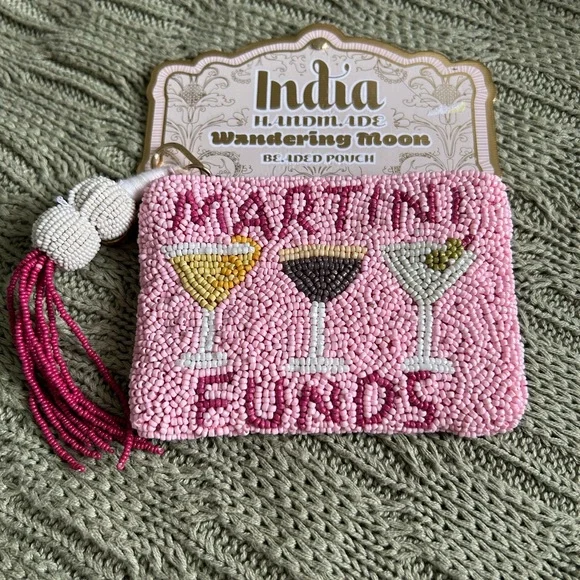 India
HANDMADE
Wandering Moon
BEADED POUCH
MARTINI
FUNDS